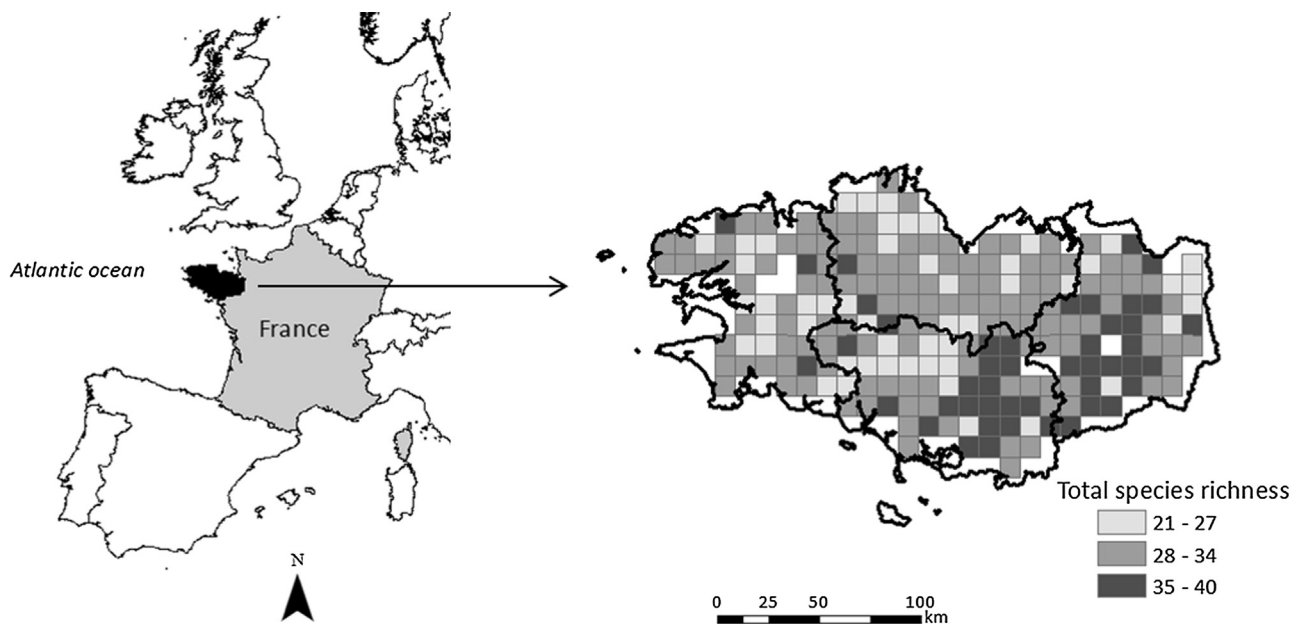 Atlantic ocean
France
N
Total species richness
21 - 27
28 - 34
35 - 40
0 25 50 100
km